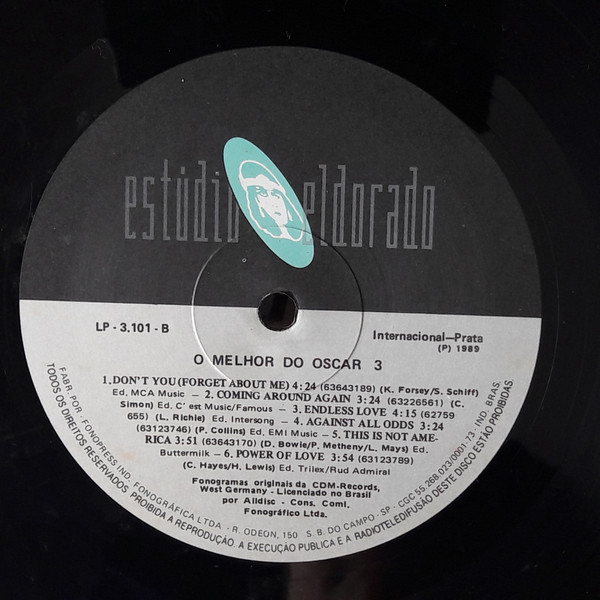 estúdio eldorado
LP - 3.101 - B
Internacional—Prata
(P) 1989
O MELHOR DO OSCAR 3
1.DON'T YOU (FORGET ABOUT ME) 4:24 (63643189) (K. Forsey/S. Schiff)
Ed, MCA Music — 2. COMING AROUND AGAIN 3:24 (63226561) (C.
Simon) Ed. C' est Music/Famous — 3. ENDLESS LOVE 4:15 (62759
655) (L. Richie) Ed, Intersong — 4. AGAINST ALL ODDS 3:24
(63123746) (P. Collins) Ed, EMI Music — 5. THIS IS NOT AME-
RICA 3:51 (63643170) (D. Bowie/P. Metheny/L. Mays) Ed.
Buttermilk — 6. POWER OF LOVE 3:54 (63123789)
(C. Hayes/H. Lewis) Ed. Trilex/Rud Admiral
Fonogramas originais da CDM-Records,
West Germany - Licenciado no Brasil
por Alldisc - Cons, Coml.
Fonográfico Ltda.
FABR. POR - FONOPRESS IND. FONOGRÁFICA LTDA - R. ODEON, 150 S. B. DO CAMPO - SP - CGC 55.268.023/0001-73, IND. BRAS.
TODOS OS DIREITOS RESERVADOS. PROIBIDA A REPRODUÇÃO. A EXECUÇÃO PUBLICA E A RADIOTELEDIFUSÃO DESTE DISCO ESTÃO PROIBIDAS.